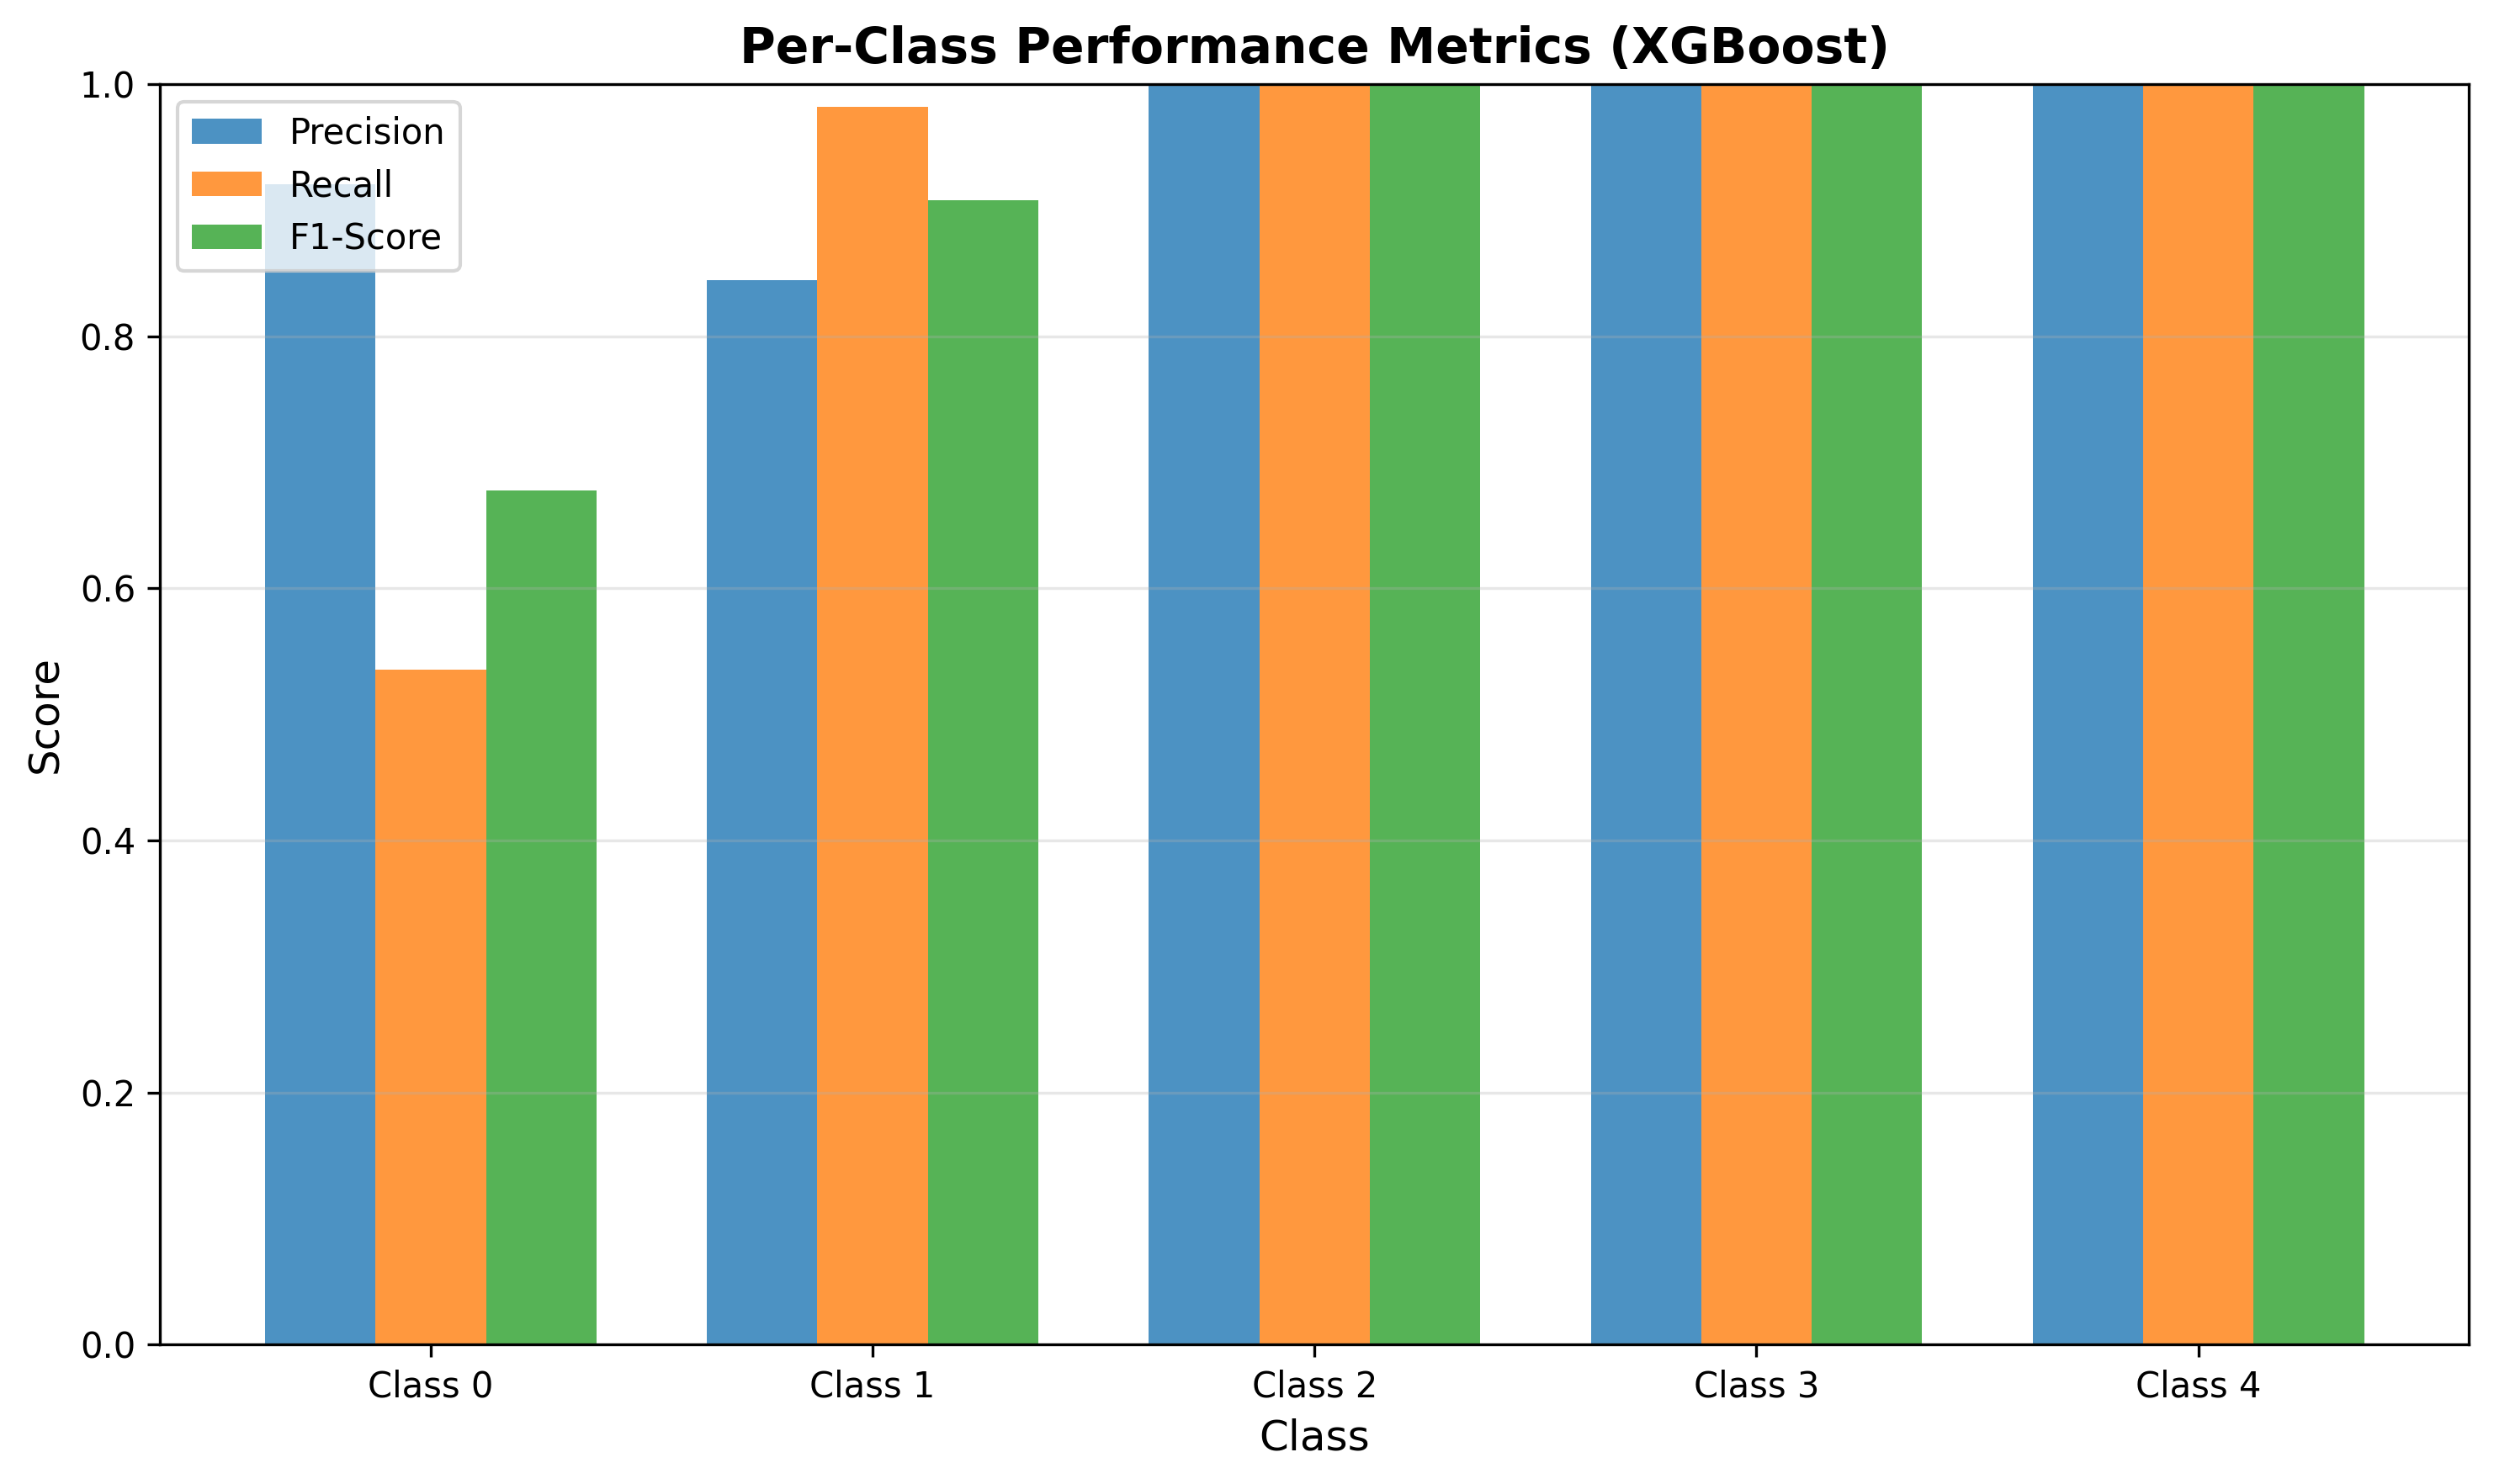 Per-Class Performance Metrics (XGBoost)
1.0
0.8
0.6
0.4
0.2
0.0
Score
Precision
Recall
F1-Score
Class 0 Class 1 Class 2 Class 3 Class 4
Class